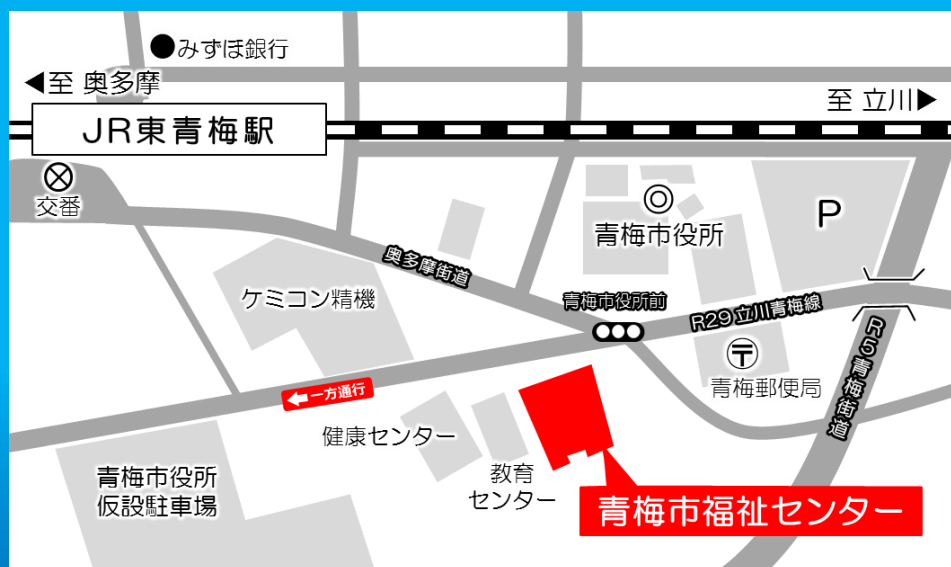 ●みずほ銀行
◀至 奥多摩
至 立川▶
JR東青梅駅
交番
P
青梅市役所
奥多摩街道
ケミコン精機
青梅市役所前
R29 立川青梅線
〒
青梅郵便局
R5 青梅街道
←一方通行
健康センター
教育
センター
青梅市役所
仮設駐車場
青梅市福祉センター